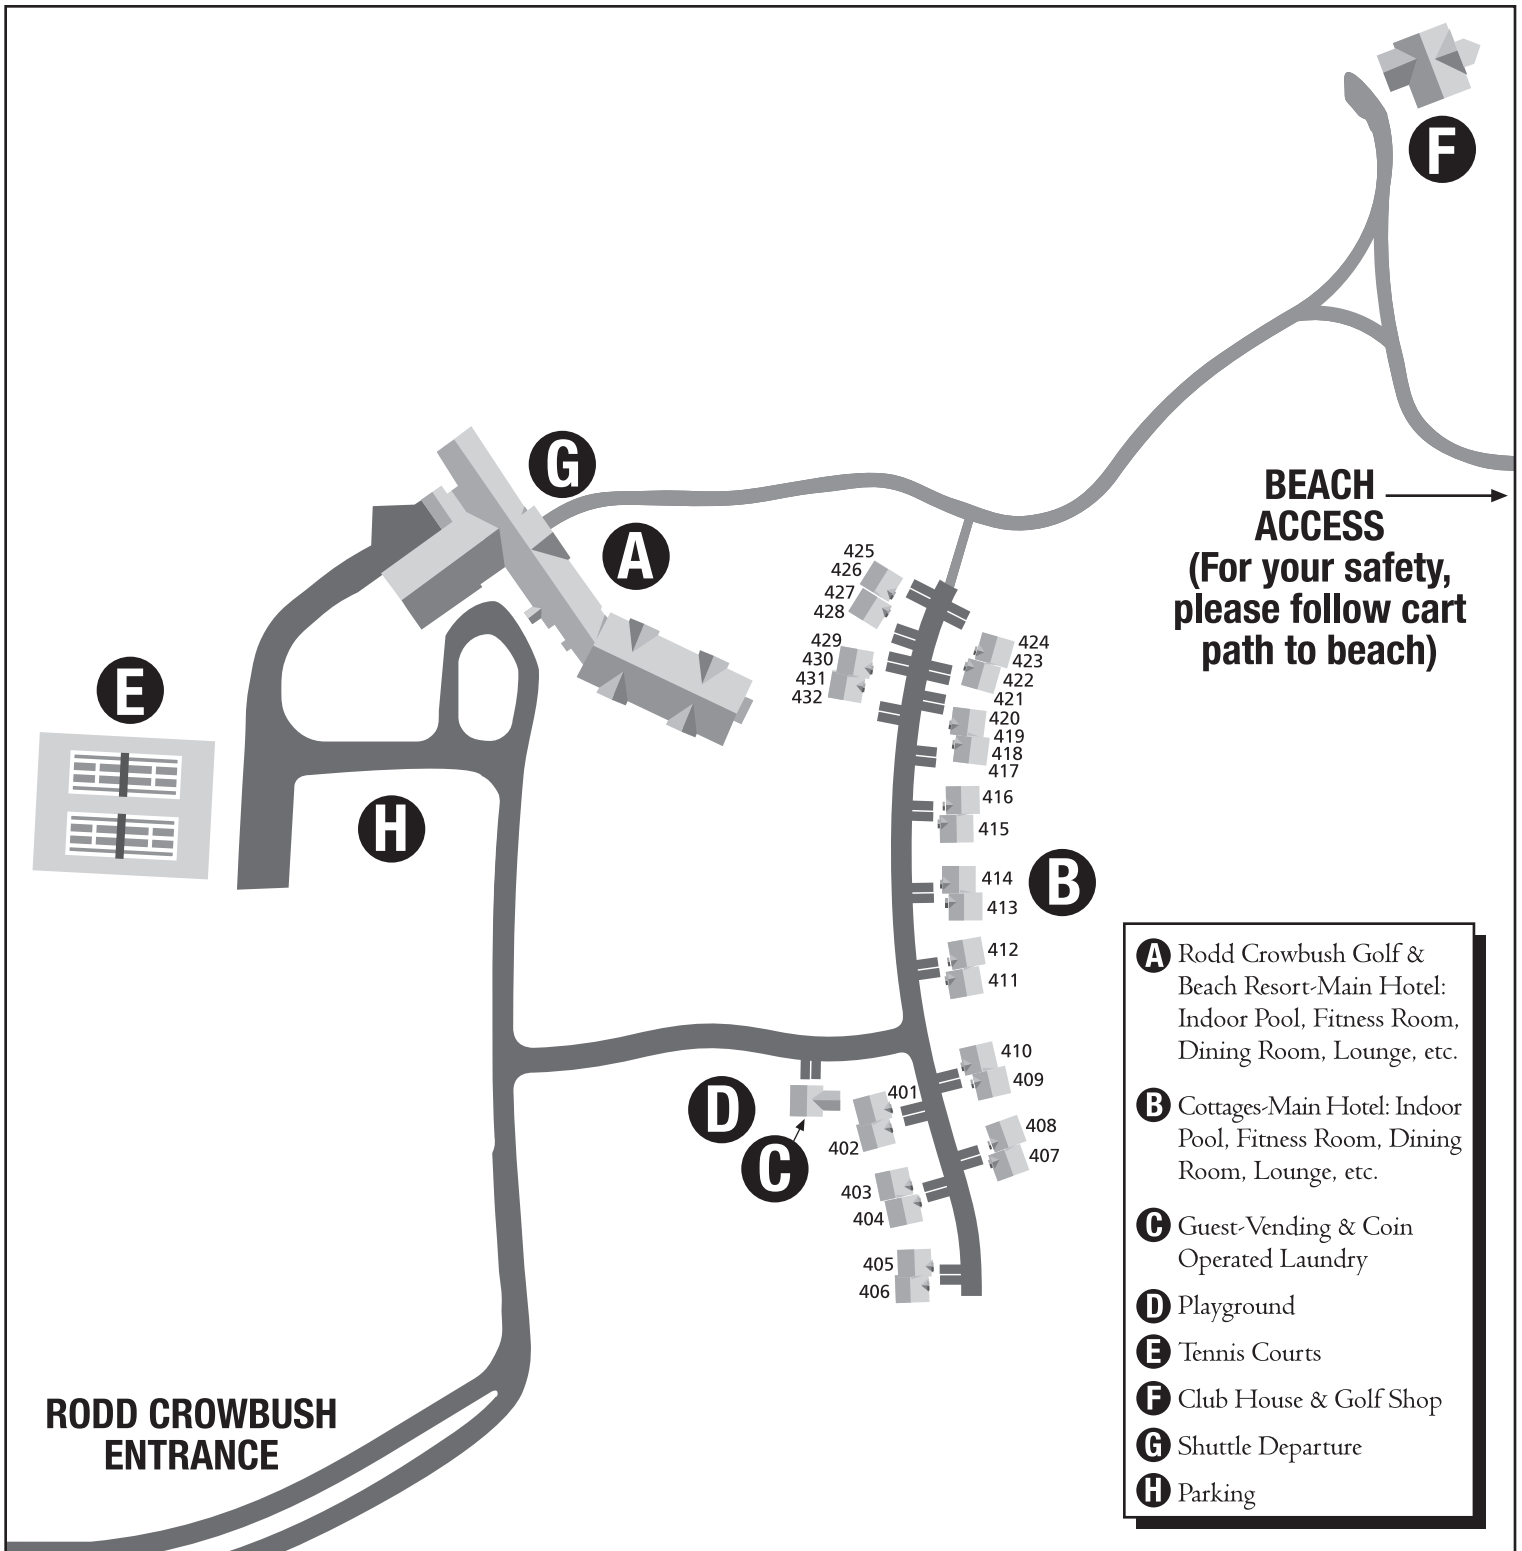 F
G
A
BEACH
ACCESS
(For your safety,
please follow cart
path to beach)
425
426
427
428
429
430
431
432
424
423
422
421
420
419
418
417
416
415
414
413
412
411
410
409
408
407
401
402
403
404
405
406
E
H
B
D
C
RODD CROWBUSH
ENTRANCE
A Rodd Crowbush Golf &
Beach Resort-Main Hotel:
Indoor Pool, Fitness Room,
Dining Room, Lounge, etc.
B Cottages-Main Hotel: Indoor
Pool, Fitness Room, Dining
Room, Lounge, etc.
C Guest-Vending & Coin
Operated Laundry
D Playground
E Tennis Courts
F Club House & Golf Shop
G Shuttle Departure
H Parking